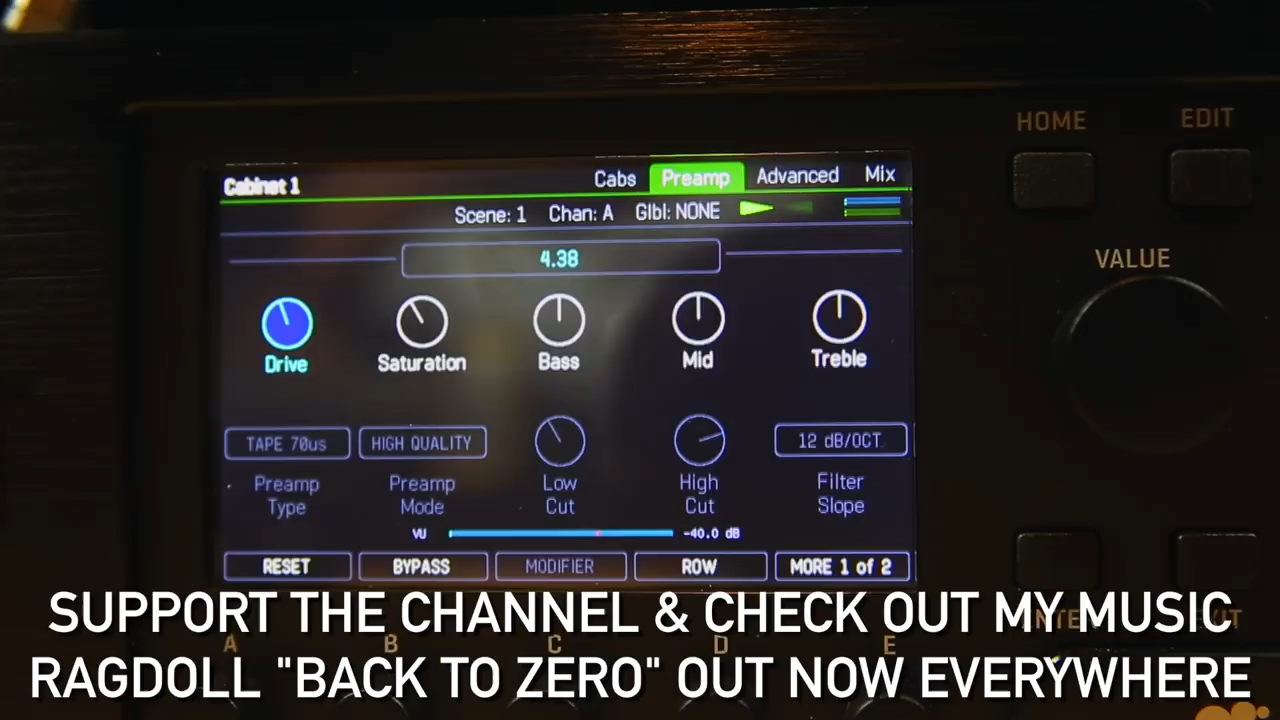 HOME EDIT
Cabinet 1 Cabs Preamp Advanced Mix
Scene: 1 Chan: A Glbl: NONE
VALUE
4.38
Drive Saturation Bass Mid Treble
TAPE 70us HIGH QUALITY 12 dB/OCT
Preamp Preamp Low High Filter
Type Mode Cut Cut Slope
VU -40.0 dB
RESET BYPASS MODIFIER ROW MORE 1 of 2
SUPPORT THE CHANNEL & CHECK OUT MY MUSIC
A B C D E
RAGDOLL "BACK TO ZERO" OUT NOW EVERYWHERE